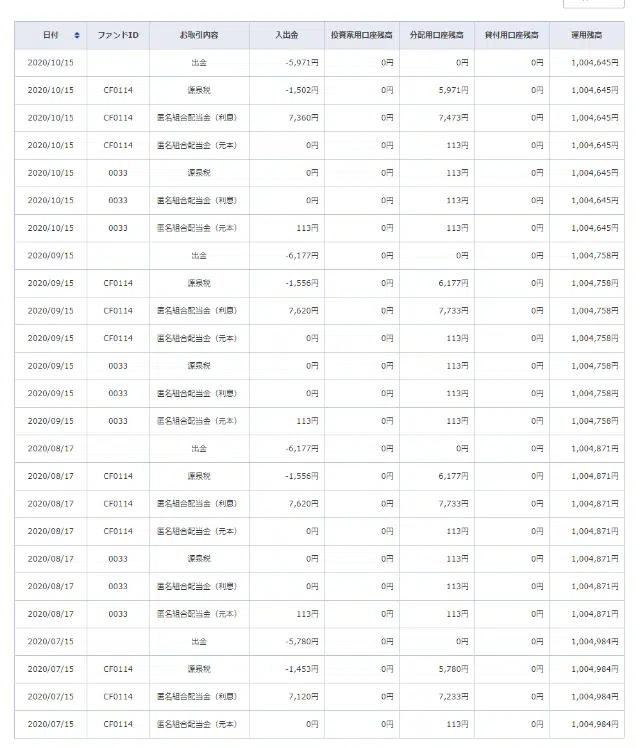 日付 ファンドID お取引内容 入出金 投資家用口座残高 分配用口座残高 貸付用口座残高 運用残高
2020/10/15 出金 -5,971円 0円 0円 0円 1,004,645円
2020/10/15 CF0114 源泉税 -1,502円 0円 5,971円 0円 1,004,645円
2020/10/15 CF0114 匿名組合配当金（利息） 7,360円 0円 7,473円 0円 1,004,645円
2020/10/15 CF0114 匿名組合配当金（元本） 0円 0円 113円 0円 1,004,645円
2020/10/15 0033 源泉税 0円 0円 113円 0円 1,004,645円
2020/10/15 0033 匿名組合配当金（利息） 0円 0円 113円 0円 1,004,645円
2020/10/15 0033 匿名組合配当金（元本） 113円 0円 113円 0円 1,004,645円
2020/09/15 出金 -6,177円 0円 0円 0円 1,004,758円
2020/09/15 CF0114 源泉税 -1,556円 0円 6,177円 0円 1,004,758円
2020/09/15 CF0114 匿名組合配当金（利息） 7,620円 0円 7,733円 0円 1,004,758円
2020/09/15 CF0114 匿名組合配当金（元本） 0円 0円 113円 0円 1,004,758円
2020/09/15 0033 源泉税 0円 0円 113円 0円 1,004,758円
2020/09/15 0033 匿名組合配当金（利息） 0円 0円 113円 0円 1,004,758円
2020/09/15 0033 匿名組合配当金（元本） 113円 0円 113円 0円 1,004,758円
2020/08/17 出金 -6,177円 0円 0円 0円 1,004,871円
2020/08/17 CF0114 源泉税 -1,556円 0円 6,177円 0円 1,004,871円
2020/08/17 CF0114 匿名組合配当金（利息） 7,620円 0円 7,733円 0円 1,004,871円
2020/08/17 CF0114 匿名組合配当金（元本） 0円 0円 113円 0円 1,004,871円
2020/08/17 0033 源泉税 0円 0円 113円 0円 1,004,871円
2020/08/17 0033 匿名組合配当金（利息） 0円 0円 113円 0円 1,004,871円
2020/08/17 0033 匿名組合配当金（元本） 113円 0円 113円 0円 1,004,871円
2020/07/15 出金 -5,780円 0円 0円 0円 1,004,984円
2020/07/15 CF0114 源泉税 -1,453円 0円 5,780円 0円 1,004,984円
2020/07/15 CF0114 匿名組合配当金（利息） 7,120円 0円 7,233円 0円 1,004,984円
2020/07/15 CF0114 匿名組合配当金（元本） 0円 0円 113円 0円 1,004,984円